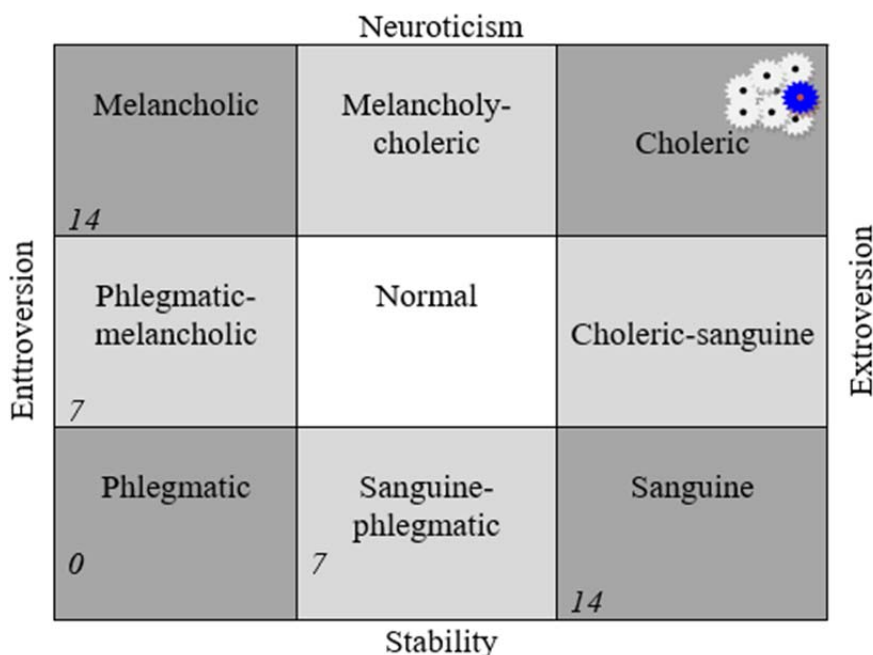 Neuroticism
Melancholic
14
Melancholy-
choleric
Choleric
Enttroversion
Phlegmatic-
melancholic
7
Normal
Choleric-sanguine
Extroversion
Phlegmatic
0
Sanguine-
phlegmatic
7
Sanguine
14
Stability